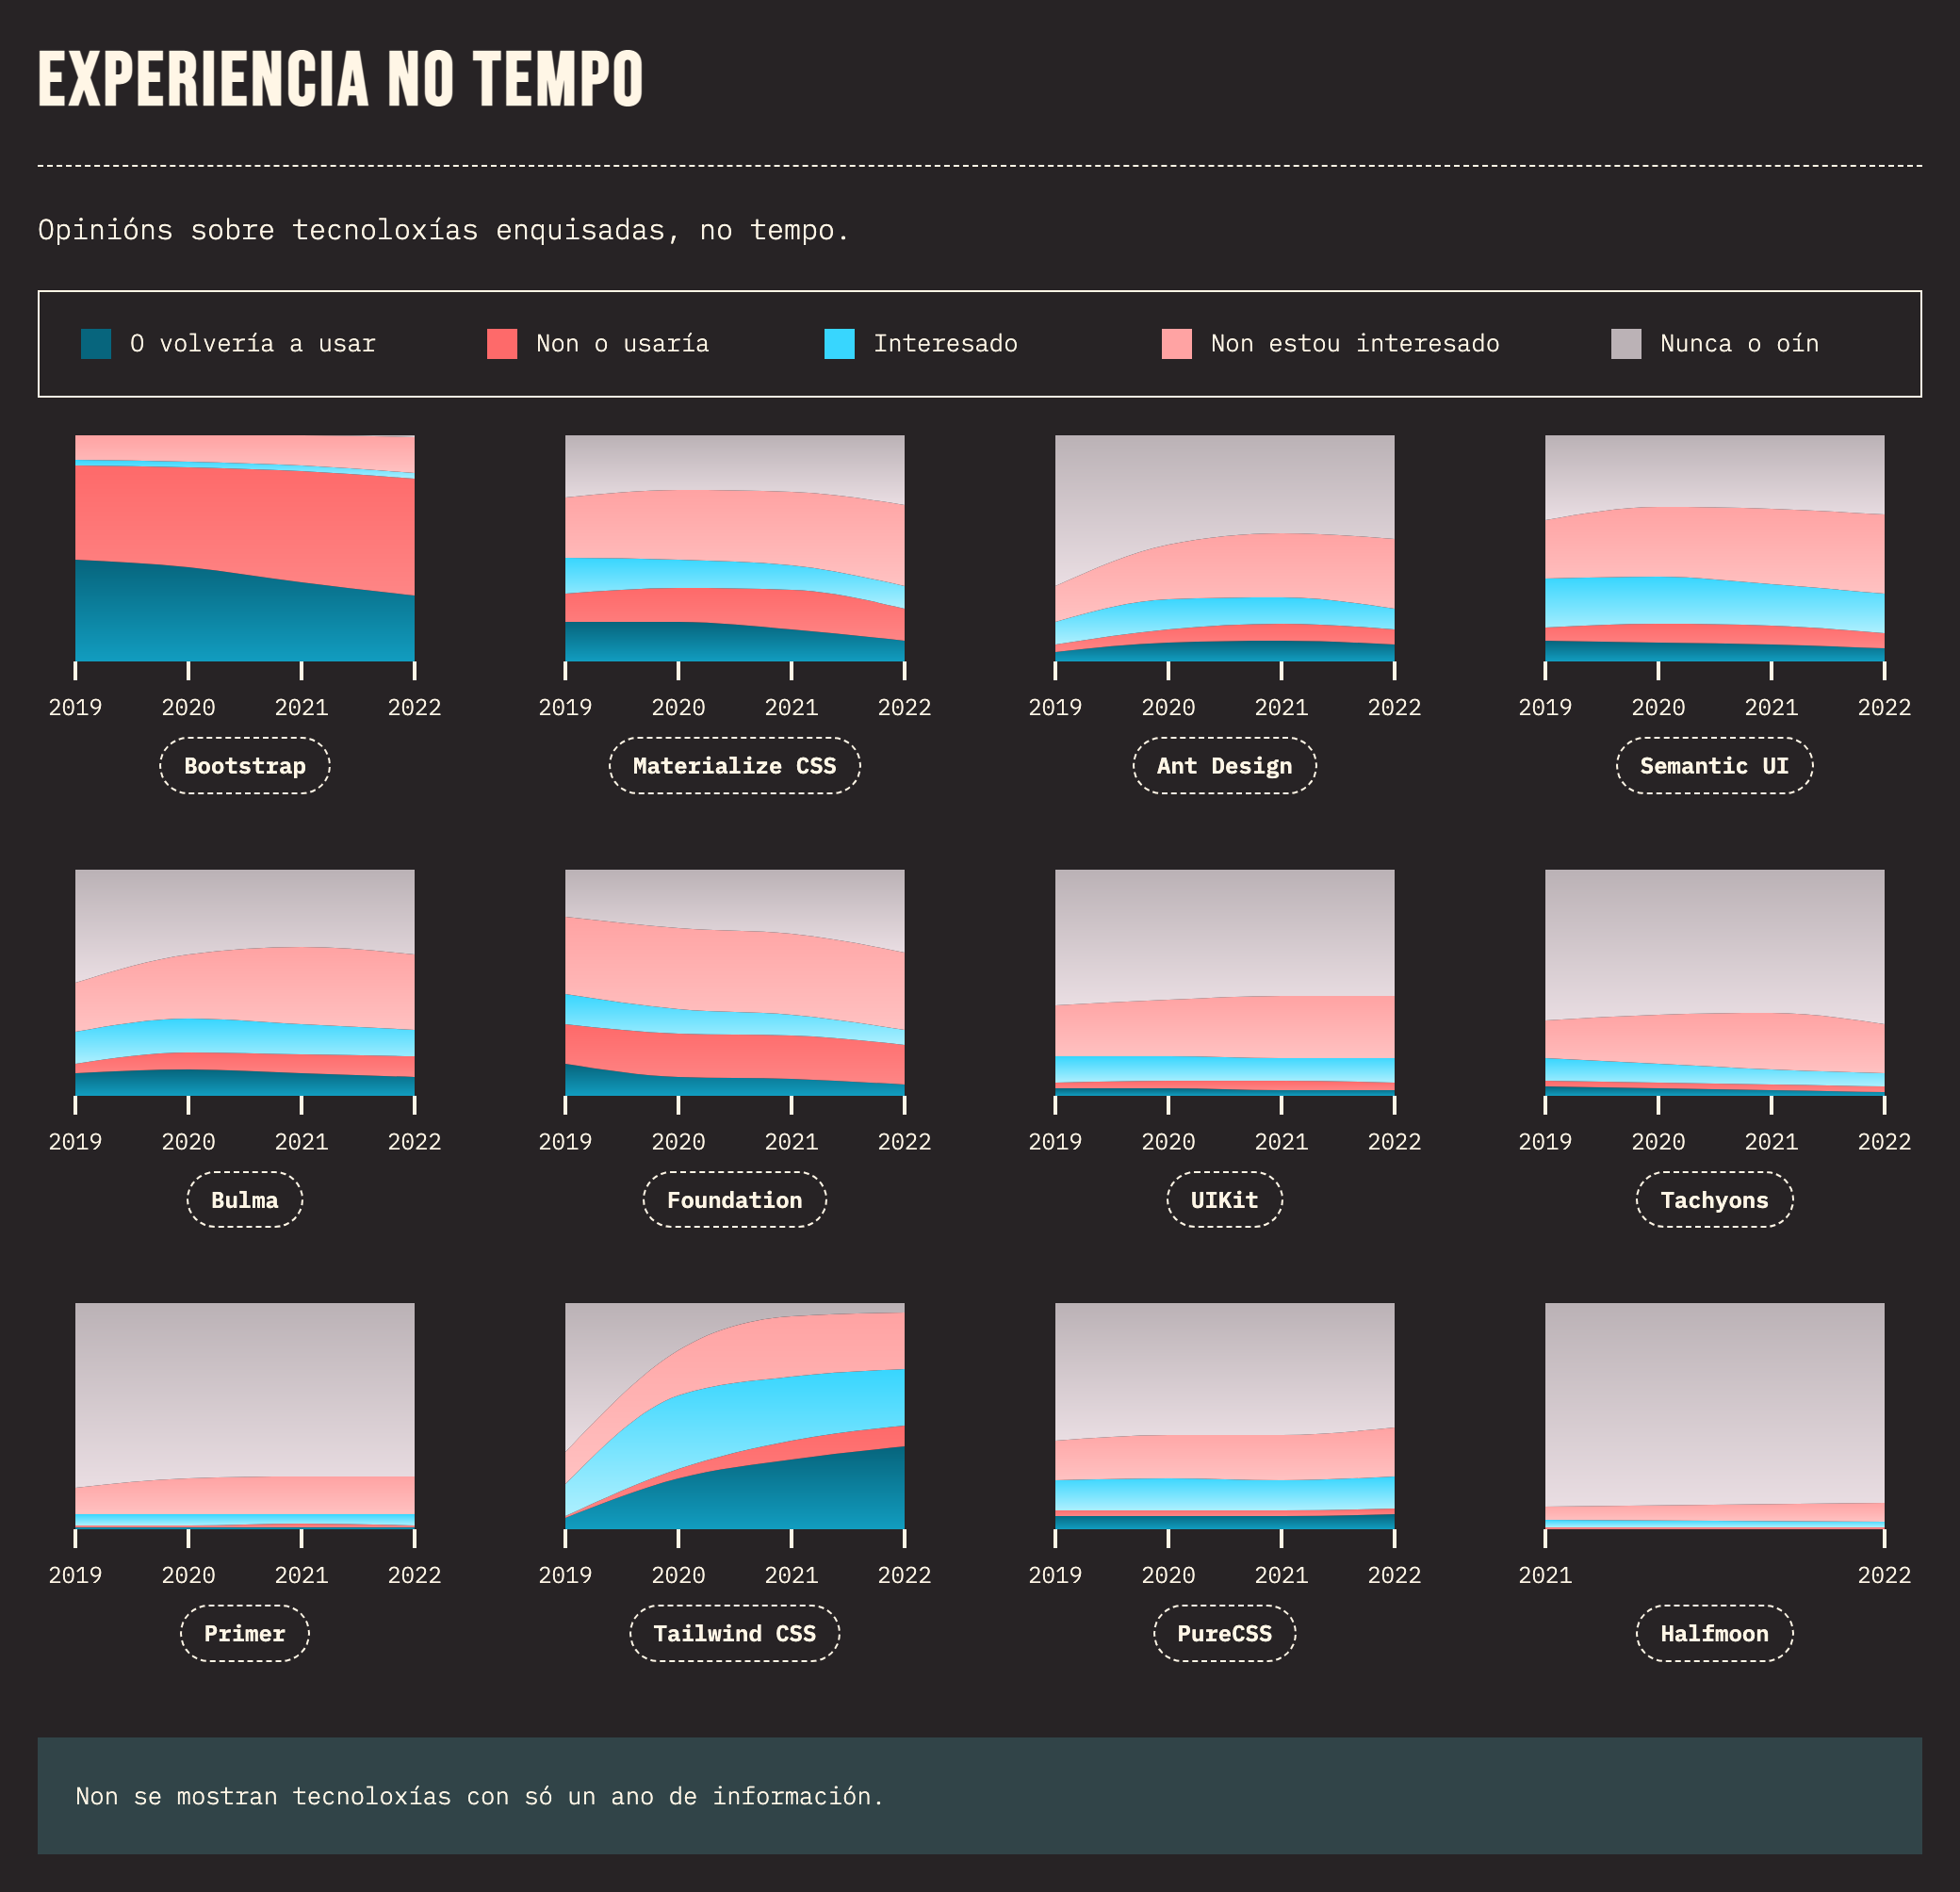 EXPERIENCIA NO TEMPO
Opinións sobre tecnoloxías enquisadas, no tempo.
O volvería a usar Non o usaría Interesado Non estou interesado Nunca o oín
2019 2020 2021 2022 2019 2020 2021 2022 2019 2020 2021 2022 2019 2020 2021 2022
Bootstrap Materialize CSS Ant Design Semantic UI
2019 2020 2021 2022 2019 2020 2021 2022 2019 2020 2021 2022 2019 2020 2021 2022
Bulma Foundation UIKit Tachyons
2019 2020 2021 2022 2019 2020 2021 2022 2019 2020 2021 2022 2021 2022
Primer Tailwind CSS PureCSS Halfmoon
Non se mostran tecnoloxías con só un ano de información.